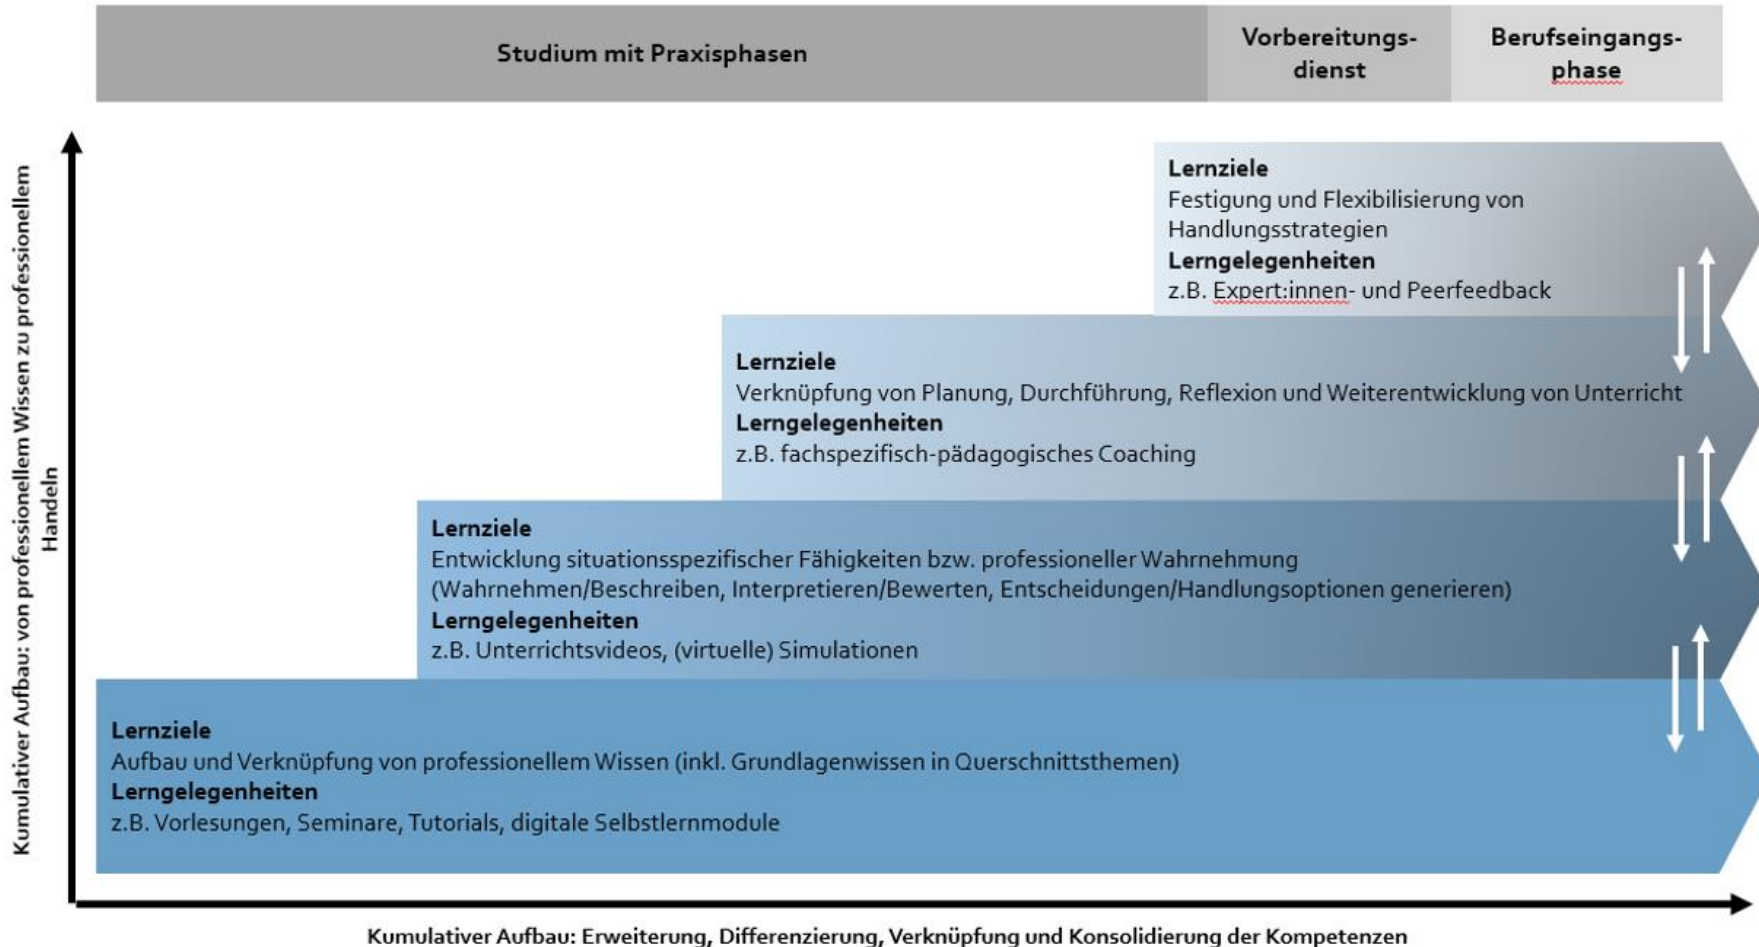 Studium mit Praxisphasen
Vorbereitungs-
dienst
Berufseingangs-
phase
Kumulativer Aufbau: von professionellem Wissen zu professionellem
Handeln
Lernziele
Festigung und Flexibilisierung von
Handlungsstrategien
Lerngelegenheiten
z.B. Expert:innen- und Peerfeedback
Lernziele
Verknüpfung von Planung, Durchführung, Reflexion und Weiterentwicklung von Unterricht
Lerngelegenheiten
z.B. fachspezifisch-pädagogisches Coaching
Lernziele
Entwicklung situationsspezifischer Fähigkeiten bzw. professioneller Wahrnehmung
(Wahrnehmen/Beschreiben, Interpretieren/Bewerten, Entscheidungen/Handlungsoptionen generieren)
Lerngelegenheiten
z.B. Unterrichtsvideos, (virtuelle) Simulationen
Lernziele
Aufbau und Verknüpfung von professionellem Wissen (inkl. Grundlagenwissen in Querschnittsthemen)
Lerngelegenheiten
z.B. Vorlesungen, Seminare, Tutorials, digitale Selbstlernmodule
Kumulativer Aufbau: Erweiterung, Differenzierung, Verknüpfung und Konsolidierung der Kompetenzen